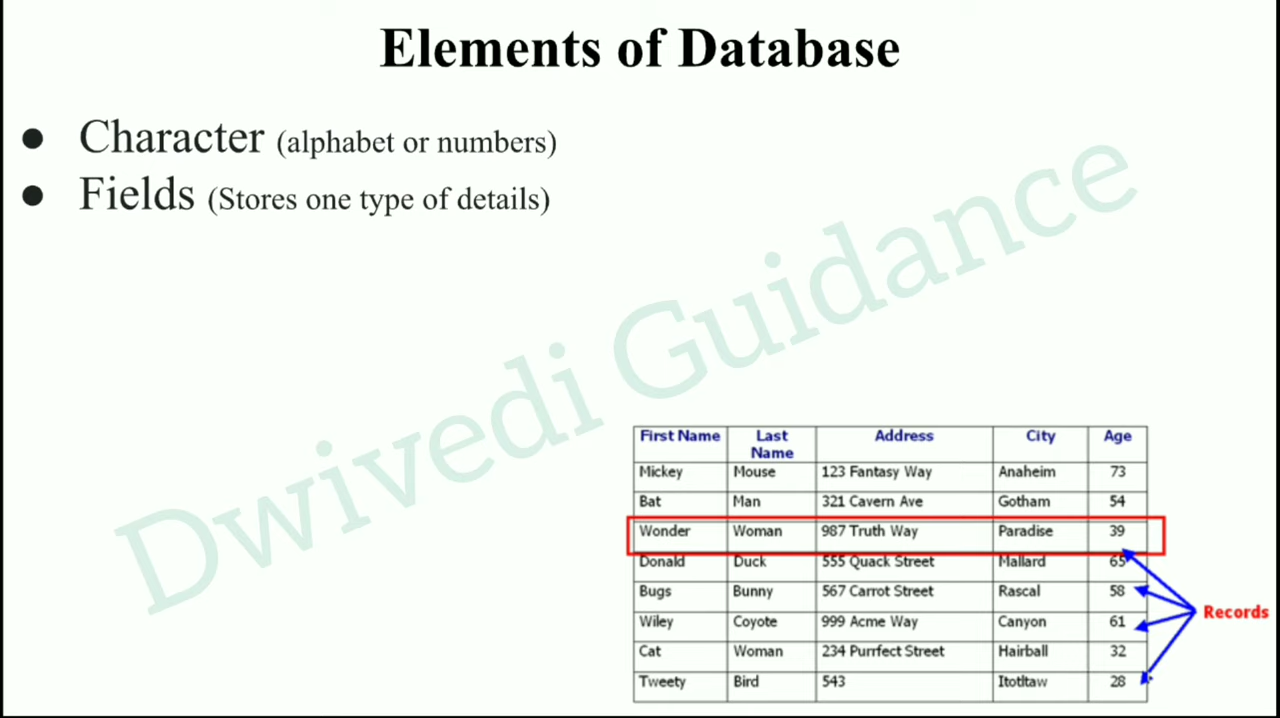 Elements of Database
● Character (alphabet or numbers)
● Fields (Stores one type of details)
Dwivedi Guidance
First Name Last Name Address City Age
Mickey Mouse 123 Fantasy Way Anaheim 73
Bat Man 321 Cavern Ave Gotham 54
Wonder Woman 987 Truth Way Paradise 39
Donald Duck 555 Quack Street Mallard 65
Bugs Bunny 567 Carrot Street Rascal 58
Records
Wiley Coyote 999 Acme Way Canyon 61
Cat Woman 234 Purrfect Street Hairball 32
Tweety Bird 543 Itotltaw 28